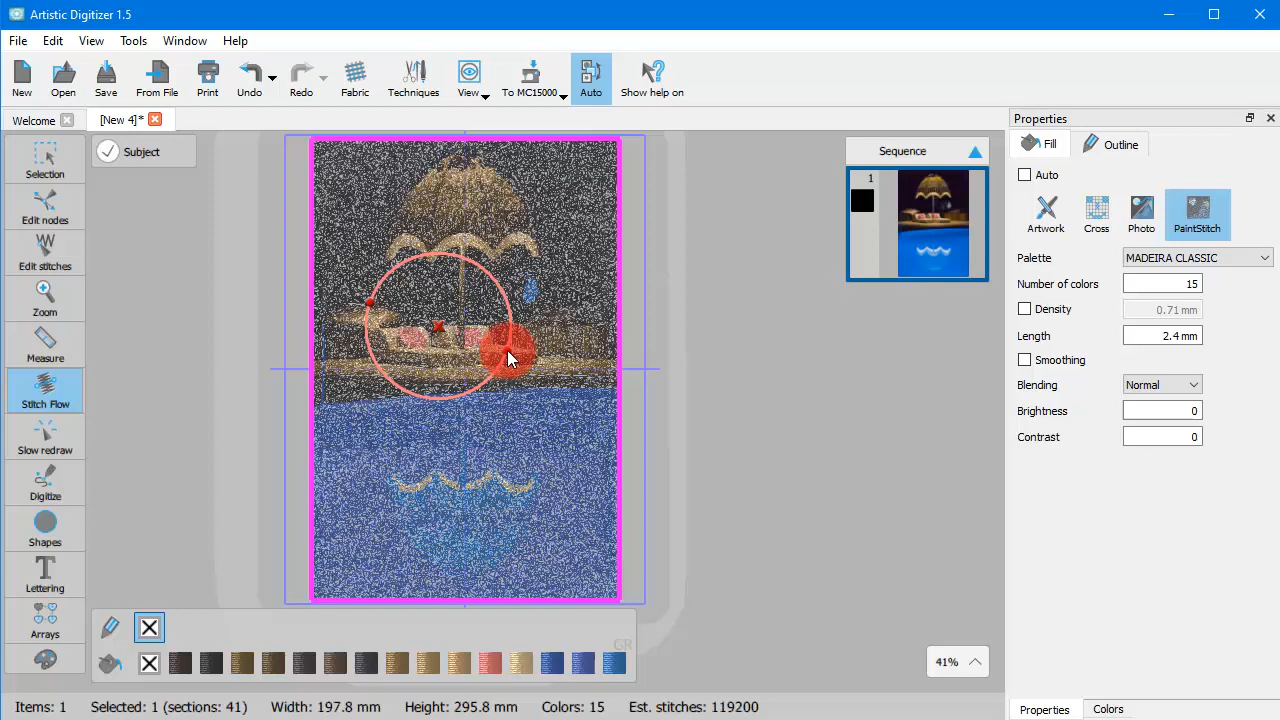 Artistic Digitizer 1.5
File Edit View Tools Window Help
New Open Save From File Print Undo Redo Fabric Techniques View To MC15000 Auto Show help on
Welcome [New 4]* Properties
Selection Subject Sequence Fill Outline
1 Auto
Edit nodes Artwork Cross Photo PaintStitch
Edit stitches Palette MADEIRA CLASSIC
Number of colors 15
Zoom Density 0.71 mm
Length 2.4 mm
Measure Smoothing
Blending Normal
Stitch Flow Brightness 0
Contrast 0
Slow redraw
Digitize
Shapes
Lettering
Arrays GR 41%
Items: 1 Selected: 1 (sections: 41) Width: 197.8 mm Height: 295.8 mm Colors: 15 Est. stitches: 119200 Properties Colors